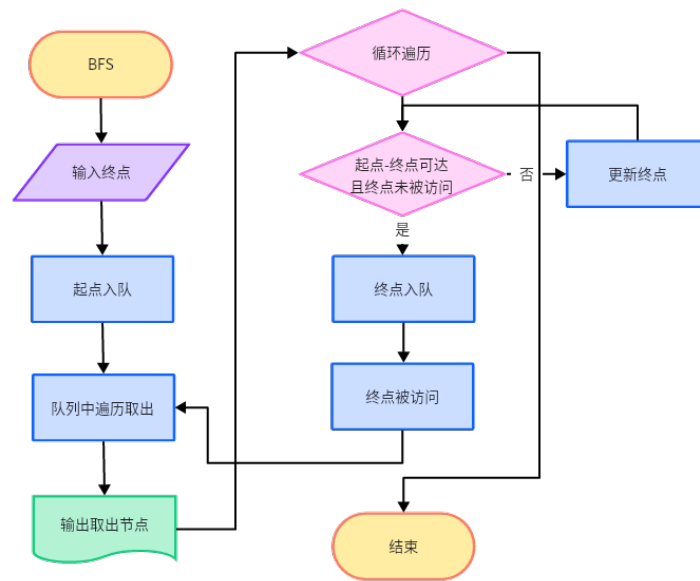 BFS
输入终点
起点入队
队列中遍历取出
输出取出节点
循环遍历
起点-终点可达
且终点未被访问
否
更新终点
是
终点入队
终点被访问
结束